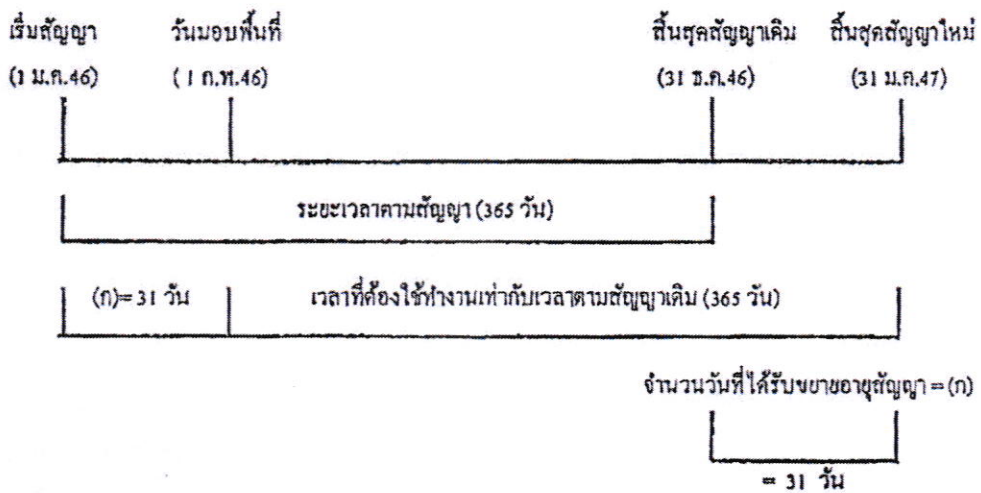 เริ่มสัญญา วันมอบพื้นที่ สิ้นสุดสัญญาเดิม สิ้นสุดสัญญาใหม่
(1 ม.ค.46) (1 ก.พ.46) (31 ธ.ค.46) (31 ม.ค.47)
ระยะเวลาตามสัญญา (365 วัน)
(ก)= 31 วัน เวลาที่ต้องใช้ทำงานเท่ากับเวลาตามสัญญาเดิม (365 วัน)
จำนวนวันที่ได้รับขยายอายุสัญญา = (ก)
= 31 วัน